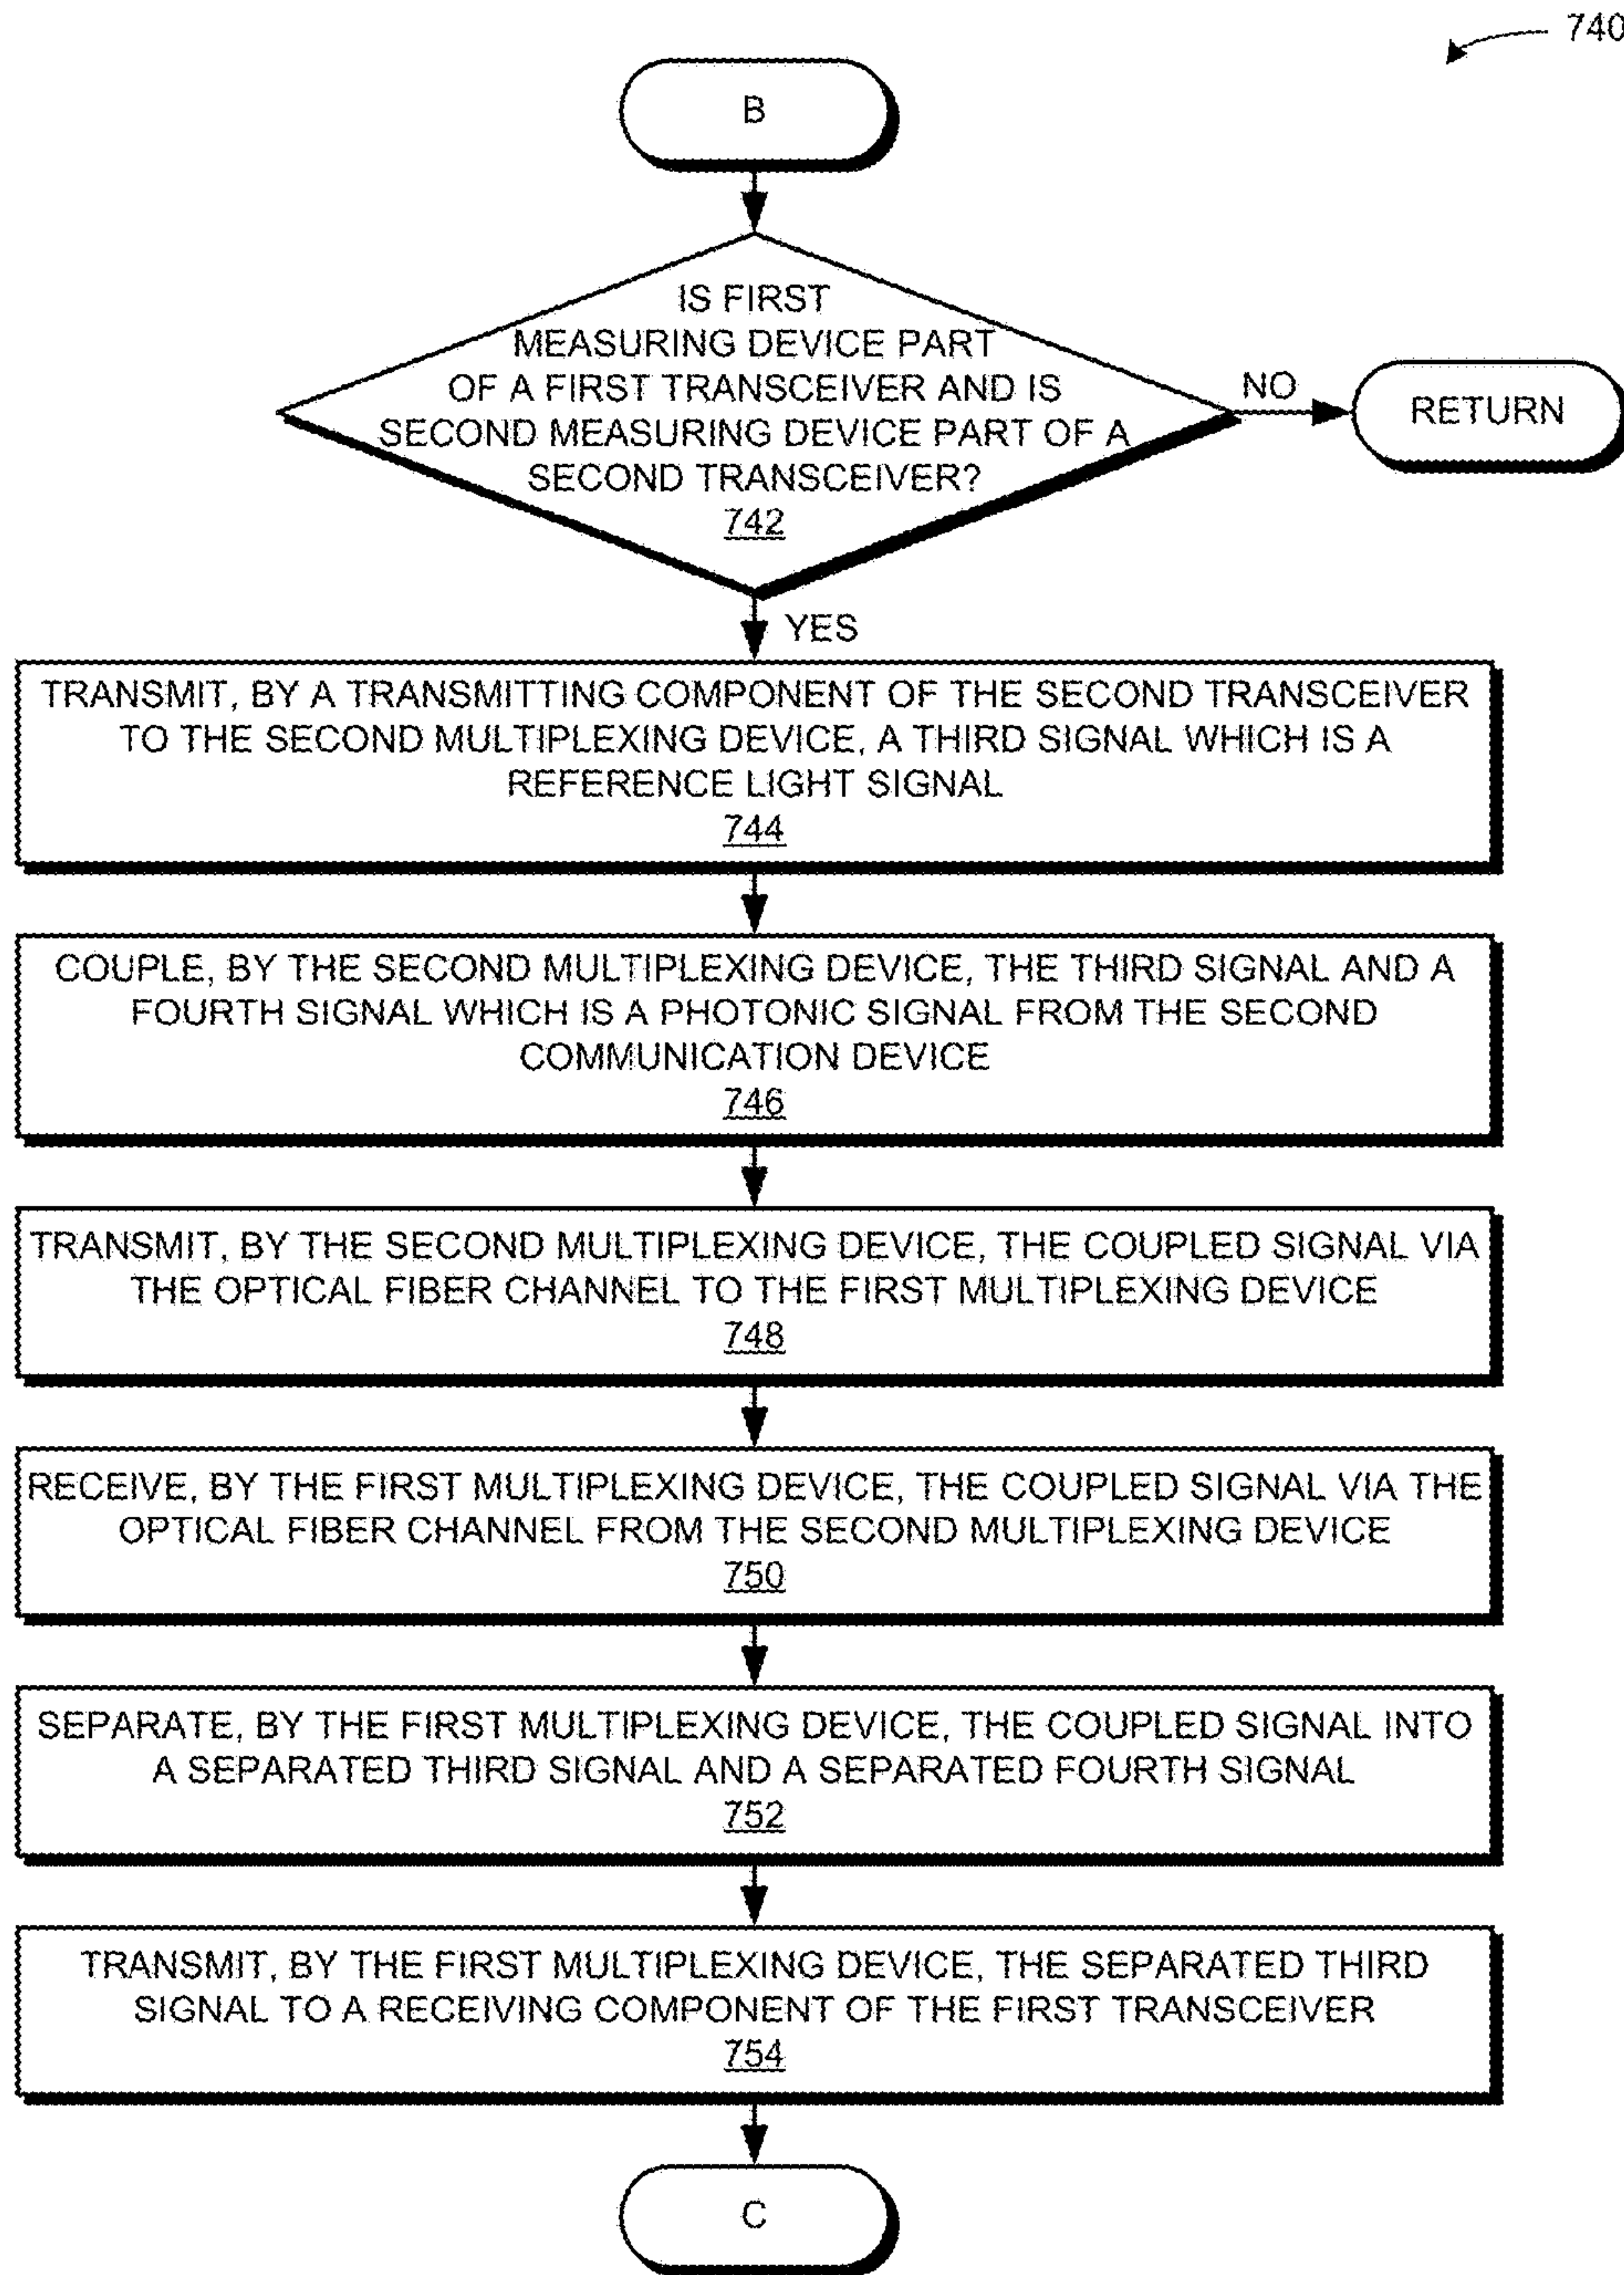 740
B
IS FIRST
MEASURING DEVICE PART
OF A FIRST TRANSCEIVER AND IS
SECOND MEASURING DEVICE PART OF A
SECOND TRANSCEIVER?
742
NO
RETURN
YES
TRANSMIT, BY A TRANSMITTING COMPONENT OF THE SECOND TRANSCEIVER
TO THE SECOND MULTIPLEXING DEVICE, A THIRD SIGNAL WHICH IS A
REFERENCE LIGHT SIGNAL
744
COUPLE, BY THE SECOND MULTIPLEXING DEVICE, THE THIRD SIGNAL AND A
FOURTH SIGNAL WHICH IS A PHOTONIC SIGNAL FROM THE SECOND
COMMUNICATION DEVICE
746
TRANSMIT, BY THE SECOND MULTIPLEXING DEVICE, THE COUPLED SIGNAL VIA
THE OPTICAL FIBER CHANNEL TO THE FIRST MULTIPLEXING DEVICE
748
RECEIVE, BY THE FIRST MULTIPLEXING DEVICE, THE COUPLED SIGNAL VIA THE
OPTICAL FIBER CHANNEL FROM THE SECOND MULTIPLEXING DEVICE
750
SEPARATE, BY THE FIRST MULTIPLEXING DEVICE, THE COUPLED SIGNAL INTO
A SEPARATED THIRD SIGNAL AND A SEPARATED FOURTH SIGNAL
752
TRANSMIT, BY THE FIRST MULTIPLEXING DEVICE, THE SEPARATED THIRD
SIGNAL TO A RECEIVING COMPONENT OF THE FIRST TRANSCEIVER
754
C